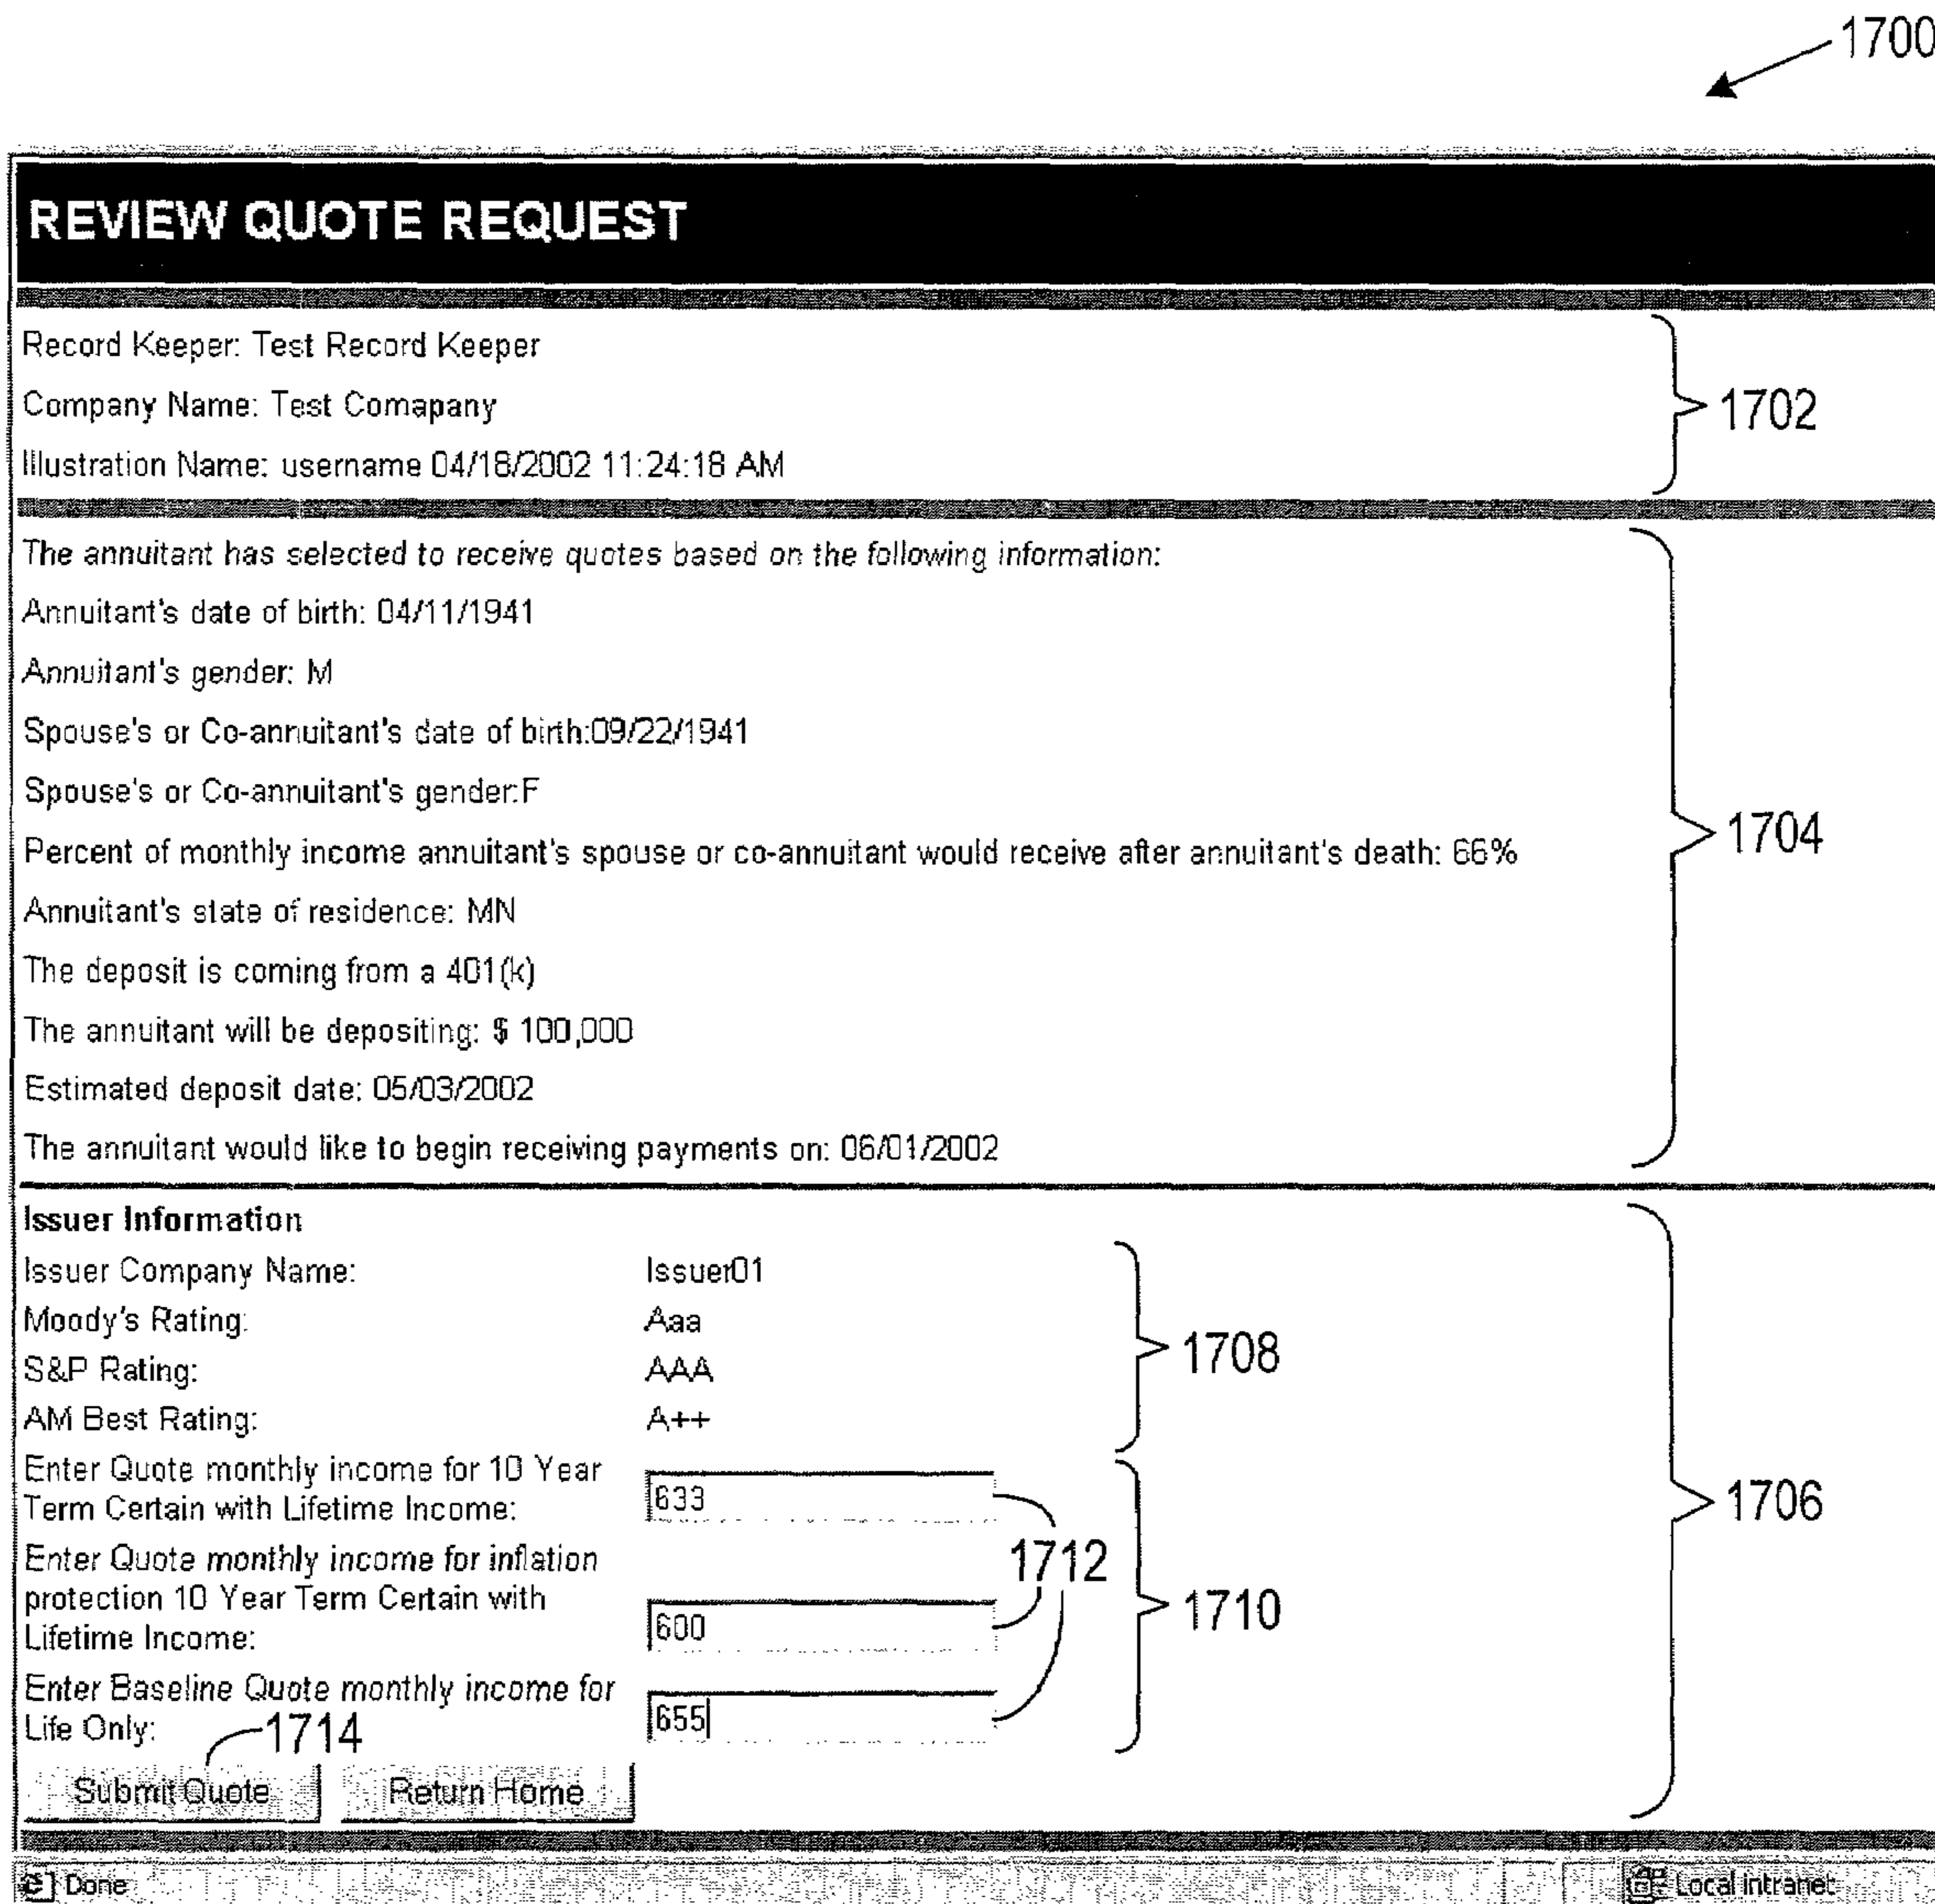 1700
REVIEW QUOTE REQUEST
Record Keeper: Test Record Keeper
Company Name: Test Comapany
1702
Illustration Name: username 04/18/2002 11:24:18 AM
The annuitant has selected to receive quotes based on the following information:
Annuitant's date of birth: 04/11/1941
Annuitant's gender: M
Spouse's or Co-annuitant's date of birth:09/22/1941
Spouse's or Co-annuitant's gender:F
Percent of monthly income annuitant's spouse or co-annuitant would receive after annuitant's death: 66%
1704
Annuitant's state of residence: MN
The deposit is coming from a 401(k)
The annuitant will be depositing: $ 100,000
Estimated deposit date: 05/03/2002
The annuitant would like to begin receiving payments on: 06/01/2002
Issuer Information
Issuer Company Name: Issuer01
Moody's Rating: Aaa
1708
S&P Rating: AAA
AM Best Rating: A++
Enter Quote monthly income for 10 Year
Term Certain with Lifetime Income: 633
1706
Enter Quote monthly income for inflation
1712
protection 10 Year Term Certain with
Lifetime Income: 600
1710
Enter Baseline Quote monthly income for
Life Only: 655
1714
Submit Quote Return Home
Done Local intranet